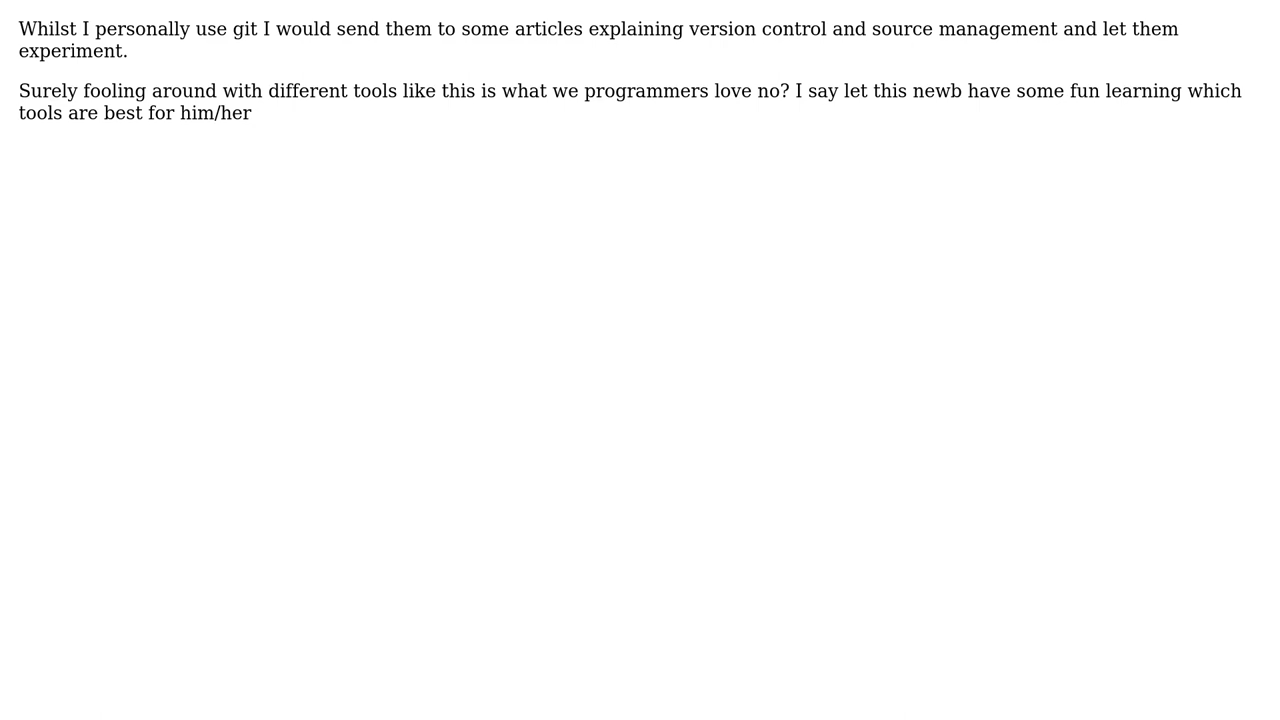 Whilst I personally use git I would send them to some articles explaining version control and source management and let them
experiment.
Surely fooling around with different tools like this is what we programmers love no? I say let this newb have some fun learning which
tools are best for him/her